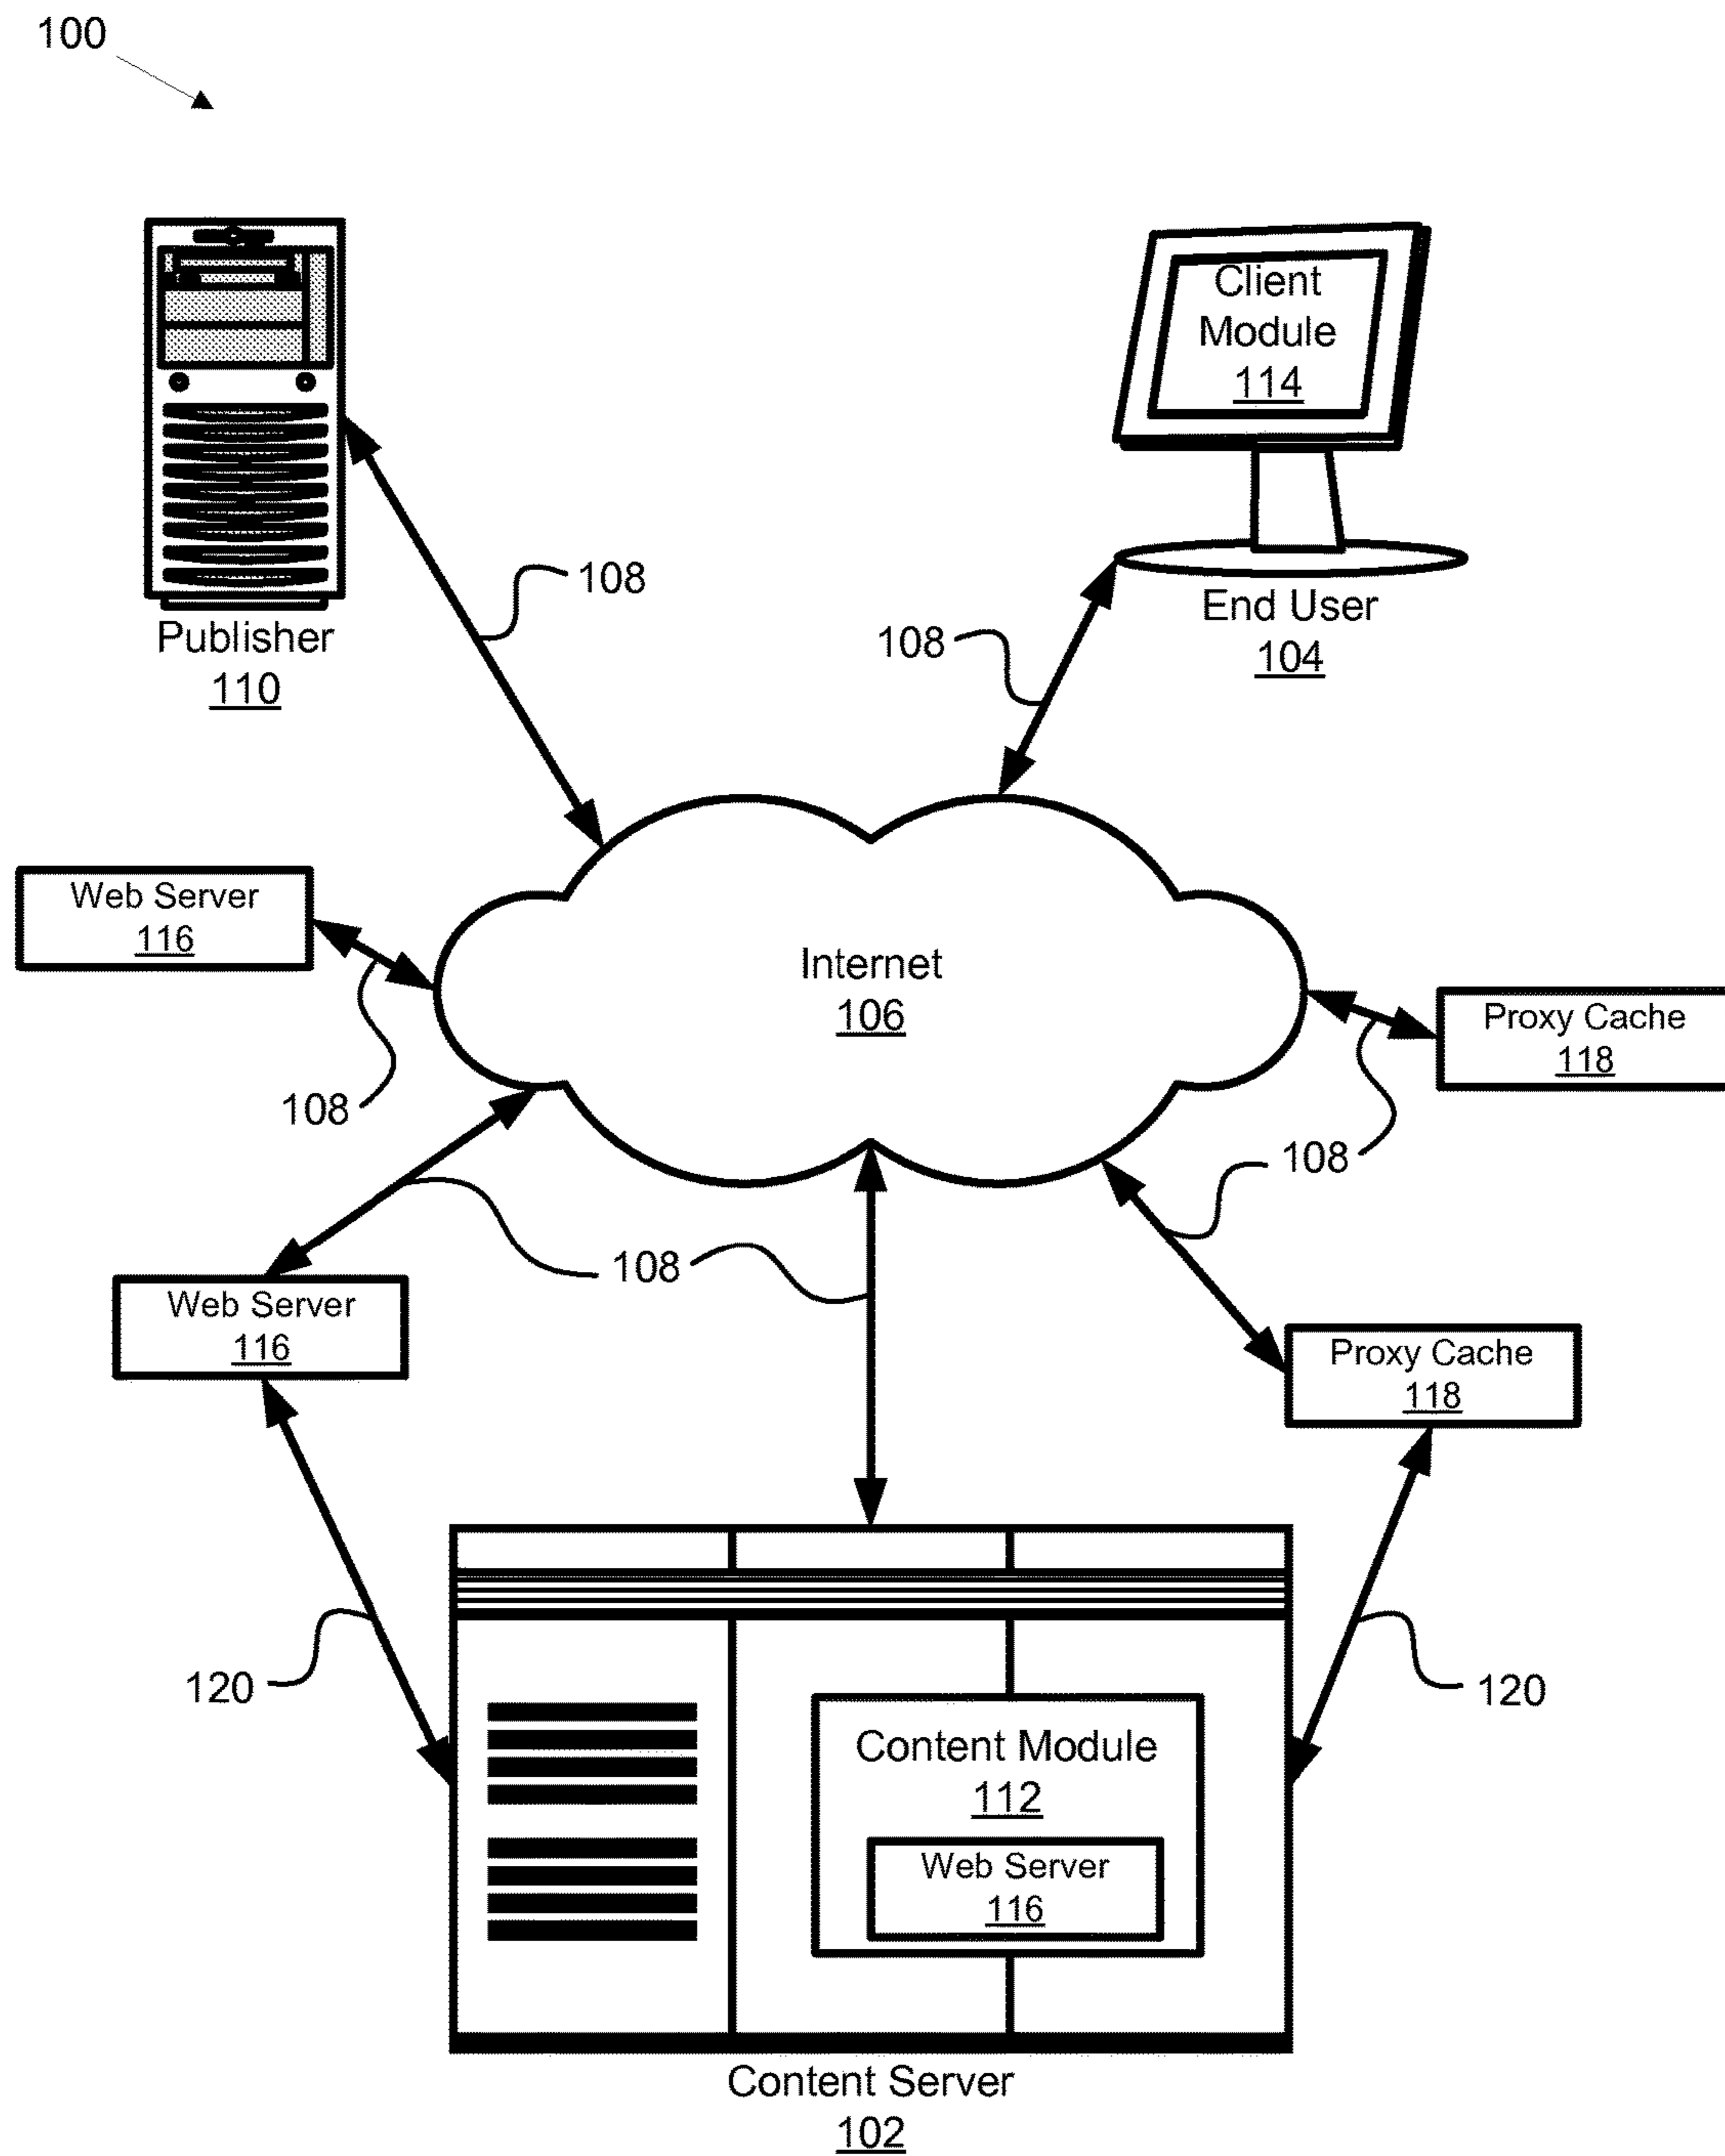 100
Client
Module
114
108
End User
104
Publisher
110
108
Web Server
116
Internet
106
Proxy Cache
118
108
108
108
Web Server
116
Proxy Cache
118
120
120
Content Module
112
Web Server
116
Content Server
102